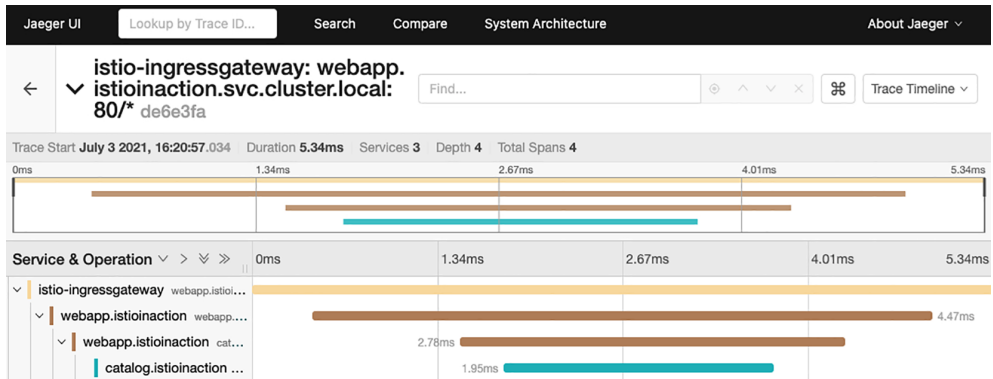 Jaeger UI Lookup by Trace ID... Search Compare System Architecture About Jaeger
istio-ingressgateway: webapp.
istioinaction.svc.cluster.local:
80/* de6e3fa
Find... Trace Timeline
Trace Start July 3 2021, 16:20:57.034 Duration 5.34ms Services 3 Depth 4 Total Spans 4
0ms 1.34ms 2.67ms 4.01ms 5.34ms
Service & Operation 0ms 1.34ms 2.67ms 4.01ms 5.34ms
istio-ingressgateway webapp.istioi...
webapp.istioinaction webapp.... 4.47ms
webapp.istioinaction cat... 2.78ms
catalog.istioinaction ... 1.95ms